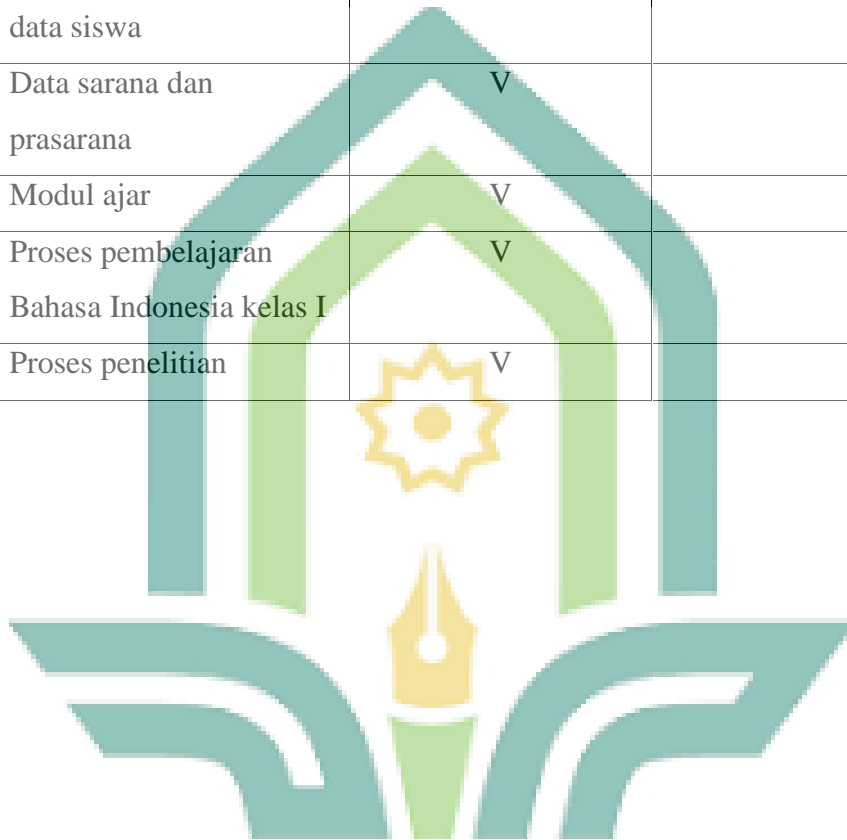 data siswa
Data sarana dan V
prasarana
Modul ajar V
Proses pembelajaran V
Bahasa Indonesia kelas I
Proses penelitian V